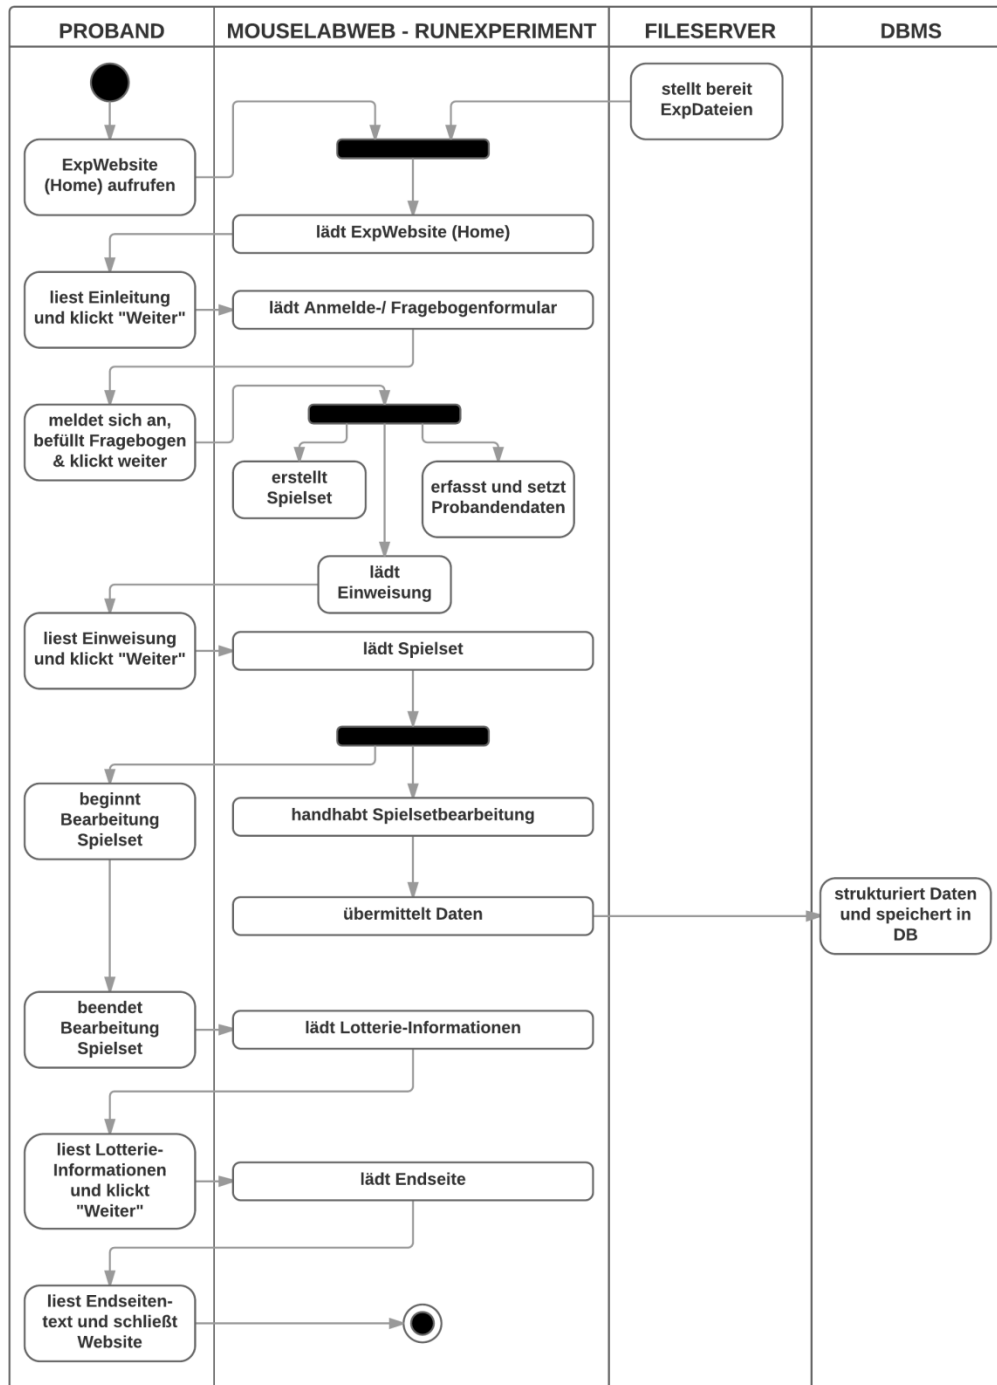 PROBAND
MOUSELABWEB - RUNEXPERIMENT
FILESERVER
DBMS
stellt bereit
ExpDateien
ExpWebsite
(Home) aufrufen
lädt ExpWebsite (Home)
liest Einleitung
und klickt "Weiter"
lädt Anmelde-/ Fragebogenformular
meldet sich an,
befüllt Fragebogen
& klickt weiter
erstellt
Spielset
erfasst und setzt
Probandendaten
lädt
Einweisung
liest Einweisung
und klickt "Weiter"
lädt Spielset
beginnt
Bearbeitung
Spielset
handhabt Spielsetbearbeitung
übermittelt Daten
strukturiert Daten
und speichert in
DB
beendet
Bearbeitung
Spielset
lädt Lotterie-Informationen
liest Lotterie-
Informationen
und klickt
"Weiter"
lädt Endseite
liest Endseiten-
text und schließt
Website